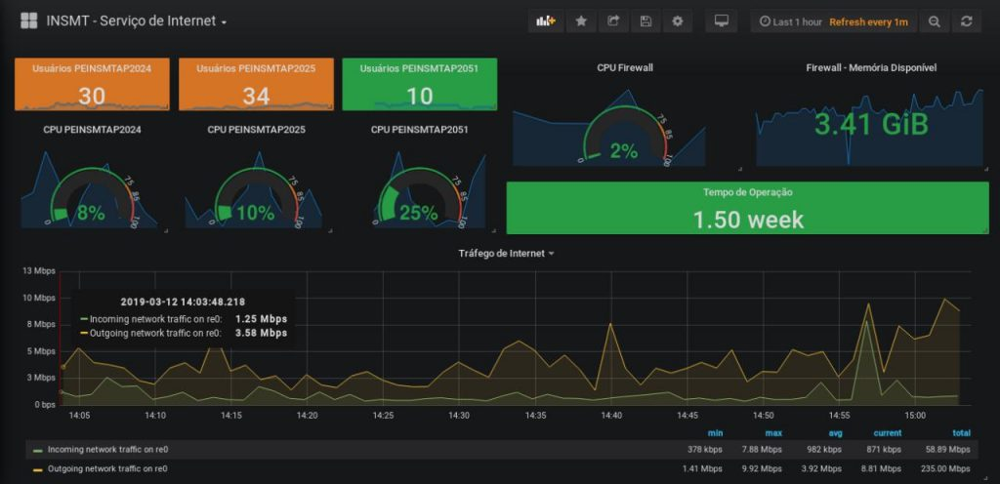 INSMT - Serviço de Internet
Last 1 hour Refresh every 1m
Usuários PEINSMTAP2024
30
Usuários PEINSMTAP2025
34
Usuários PEINSMTAP2051
10
CPU Firewall
75
85
100
0
2%
Firewall - Memória Disponível
3.41 GiB
CPU PEINSMTAP2024
75
85
100
0
8%
CPU PEINSMTAP2025
75
85
100
0
10%
CPU PEINSMTAP2051
75
85
100
0
25%
Tempo de Operação
1.50 week
Tráfego de Internet
13 Mbps
10 Mbps
8 Mbps
5 Mbps
3 Mbps
0 bps
2019-03-12 14:03:48.218
Incoming network traffic on re0: 1.25 Mbps
Outgoing network traffic on re0: 3.58 Mbps
14:05 14:10 14:15 14:20 14:25 14:30 14:35 14:40 14:45 14:50 14:55 15:00
min max avg current total
Incoming network traffic on re0 378 kbps 7.88 Mbps 982 kbps 871 kbps 58.89 Mbps
Outgoing network traffic on re0 1.41 Mbps 9.92 Mbps 3.92 Mbps 8.81 Mbps 235.00 Mbps